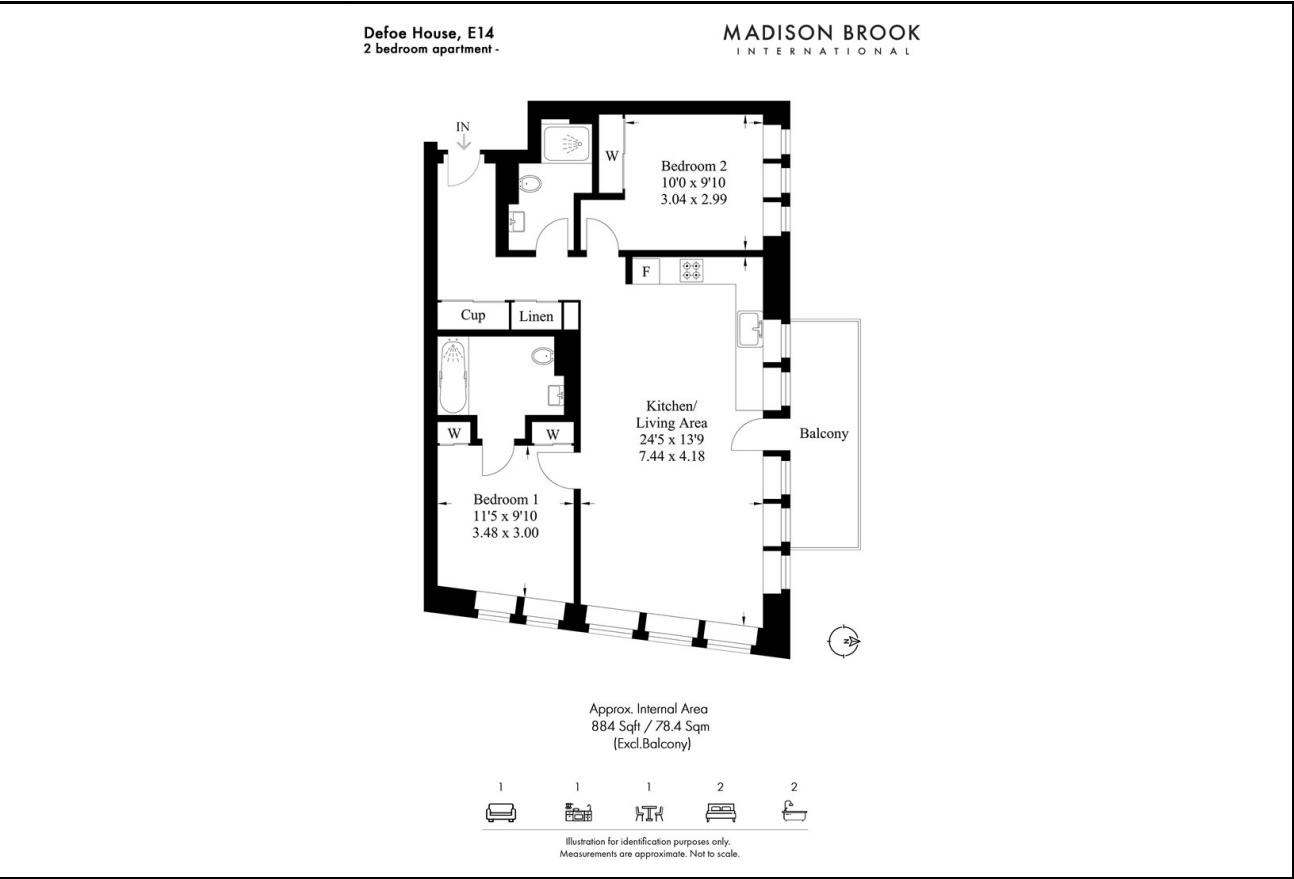 Defoe House, E14
2 bedroom apartment -
MADISON BROOK
INTERNATIONAL
IN
W
Bedroom 2
10'0 x 9'10
3.04 x 2.99
F
Cup
Linen
Kitchen/
Living Area
24'5 x 13'9
7.44 x 4.18
Balcony
W
W
Bedroom 1
11'5 x 9'10
3.48 x 3.00
N
Approx. Internal Area
884 Sqft / 78.4 Sqm
(Excl.Balcony)
1 1 1 2 2
Illustration for identification purposes only.
Measurements are approximate. Not to scale.